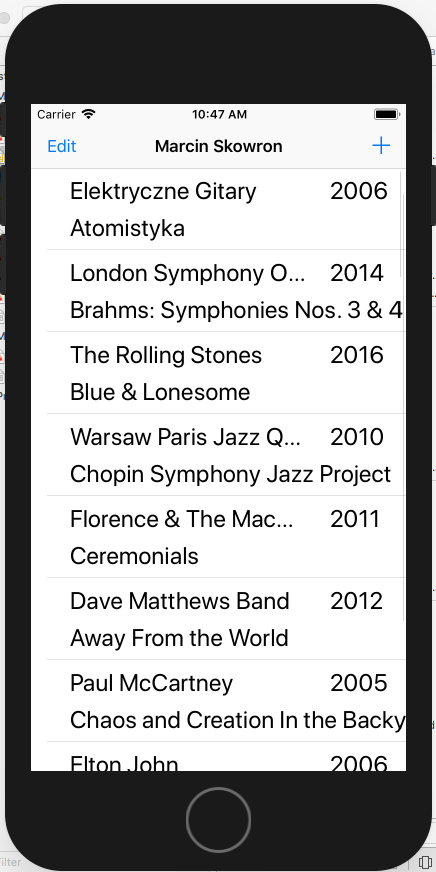 Carrier 10:47 AM
Edit Marcin Skowron +
Elektryczne Gitary 2006
Atomistyka
London Symphony O... 2014
Brahms: Symphonies Nos. 3 & 4
The Rolling Stones 2016
Blue & Lonesome
Warsaw Paris Jazz Q... 2010
Chopin Symphony Jazz Project
Florence & The Mac... 2011
Ceremonials
Dave Matthews Band 2012
Away From the World
Paul McCartney 2005
Chaos and Creation In the Backy
Elton John 2006
Filter